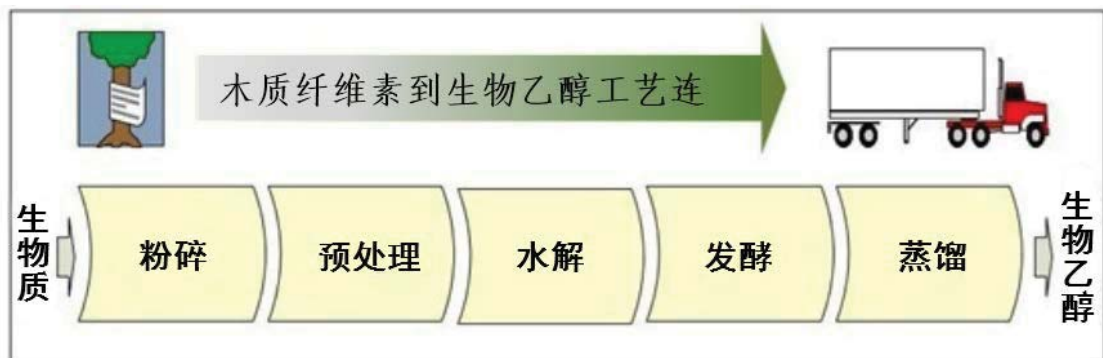 木质纤维素到生物乙醇工艺连
生物质
粉碎
预处理
水解
发酵
蒸馏
生物乙醇